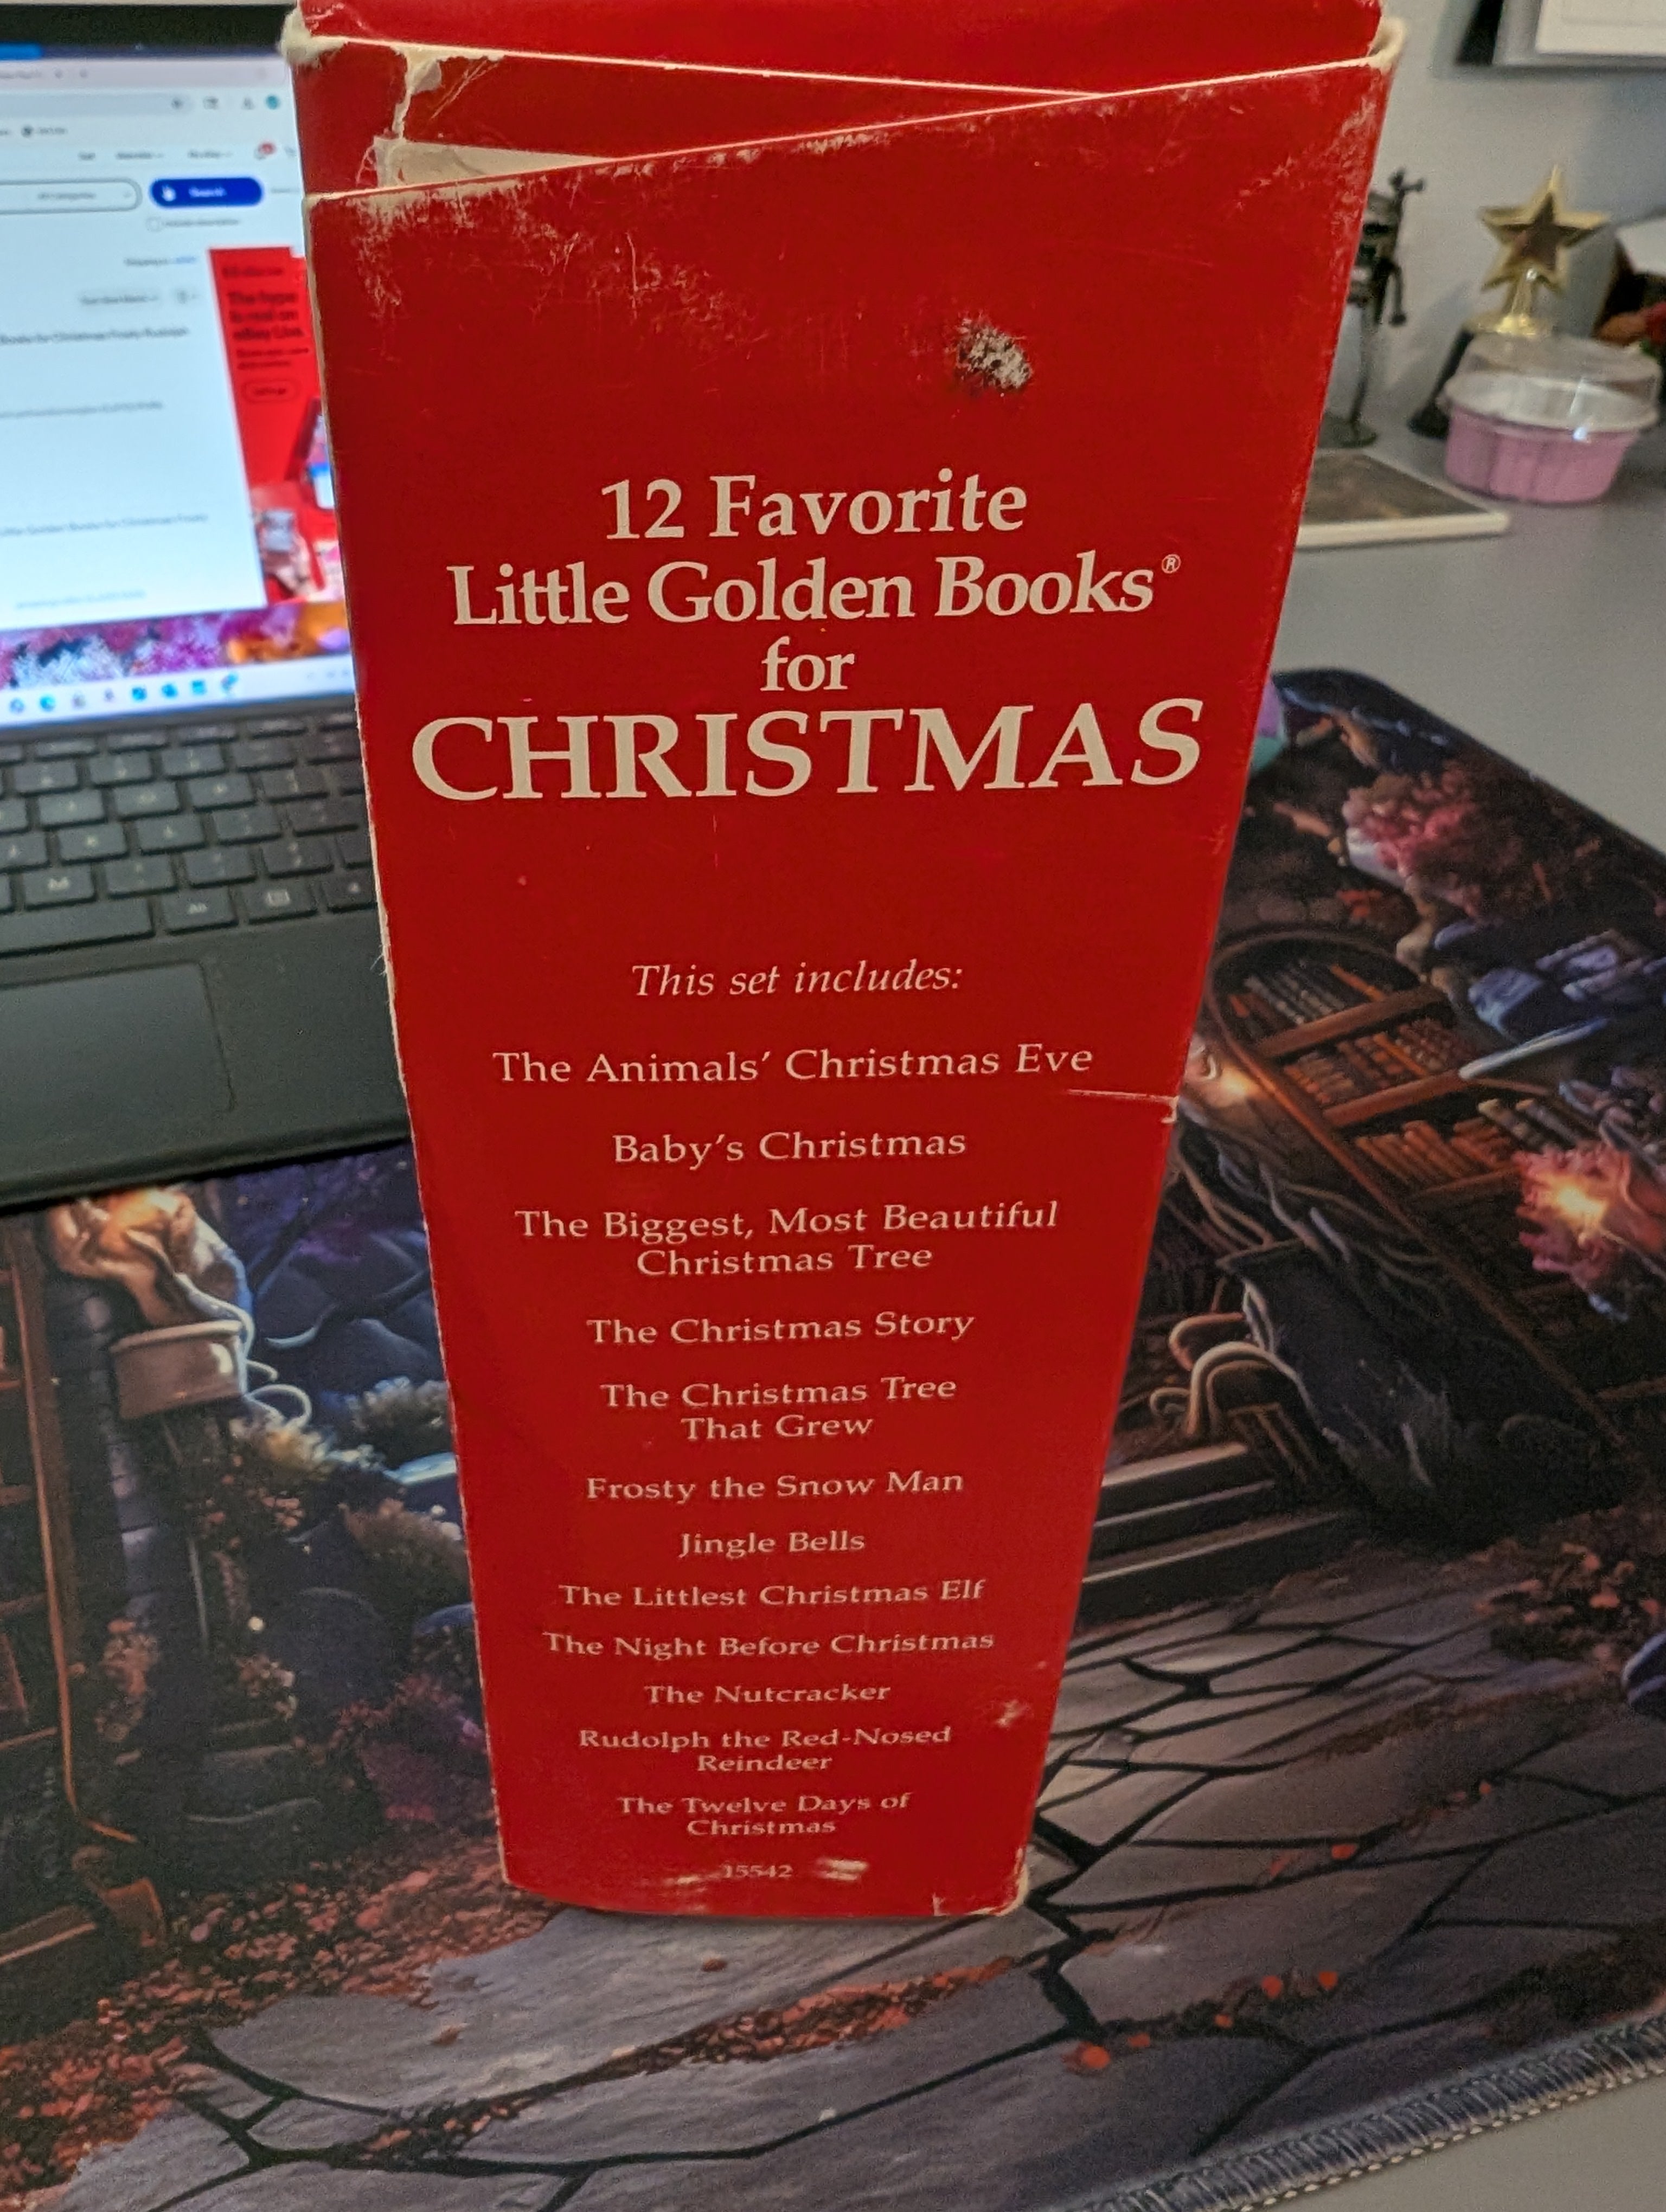 12 Favorite
Little Golden Books®
for
CHRISTMAS
This set includes:
The Animals' Christmas Eve
Baby's Christmas
The Biggest, Most Beautiful
Christmas Tree
The Christmas Story
The Christmas Tree
That Grew
Frosty the Snow Man
Jingle Bells
The Littlest Christmas Elf
The Night Before Christmas
The Nutcracker
Rudolph the Red-Nosed
Reindeer
The Twelve Days of
Christmas
15542